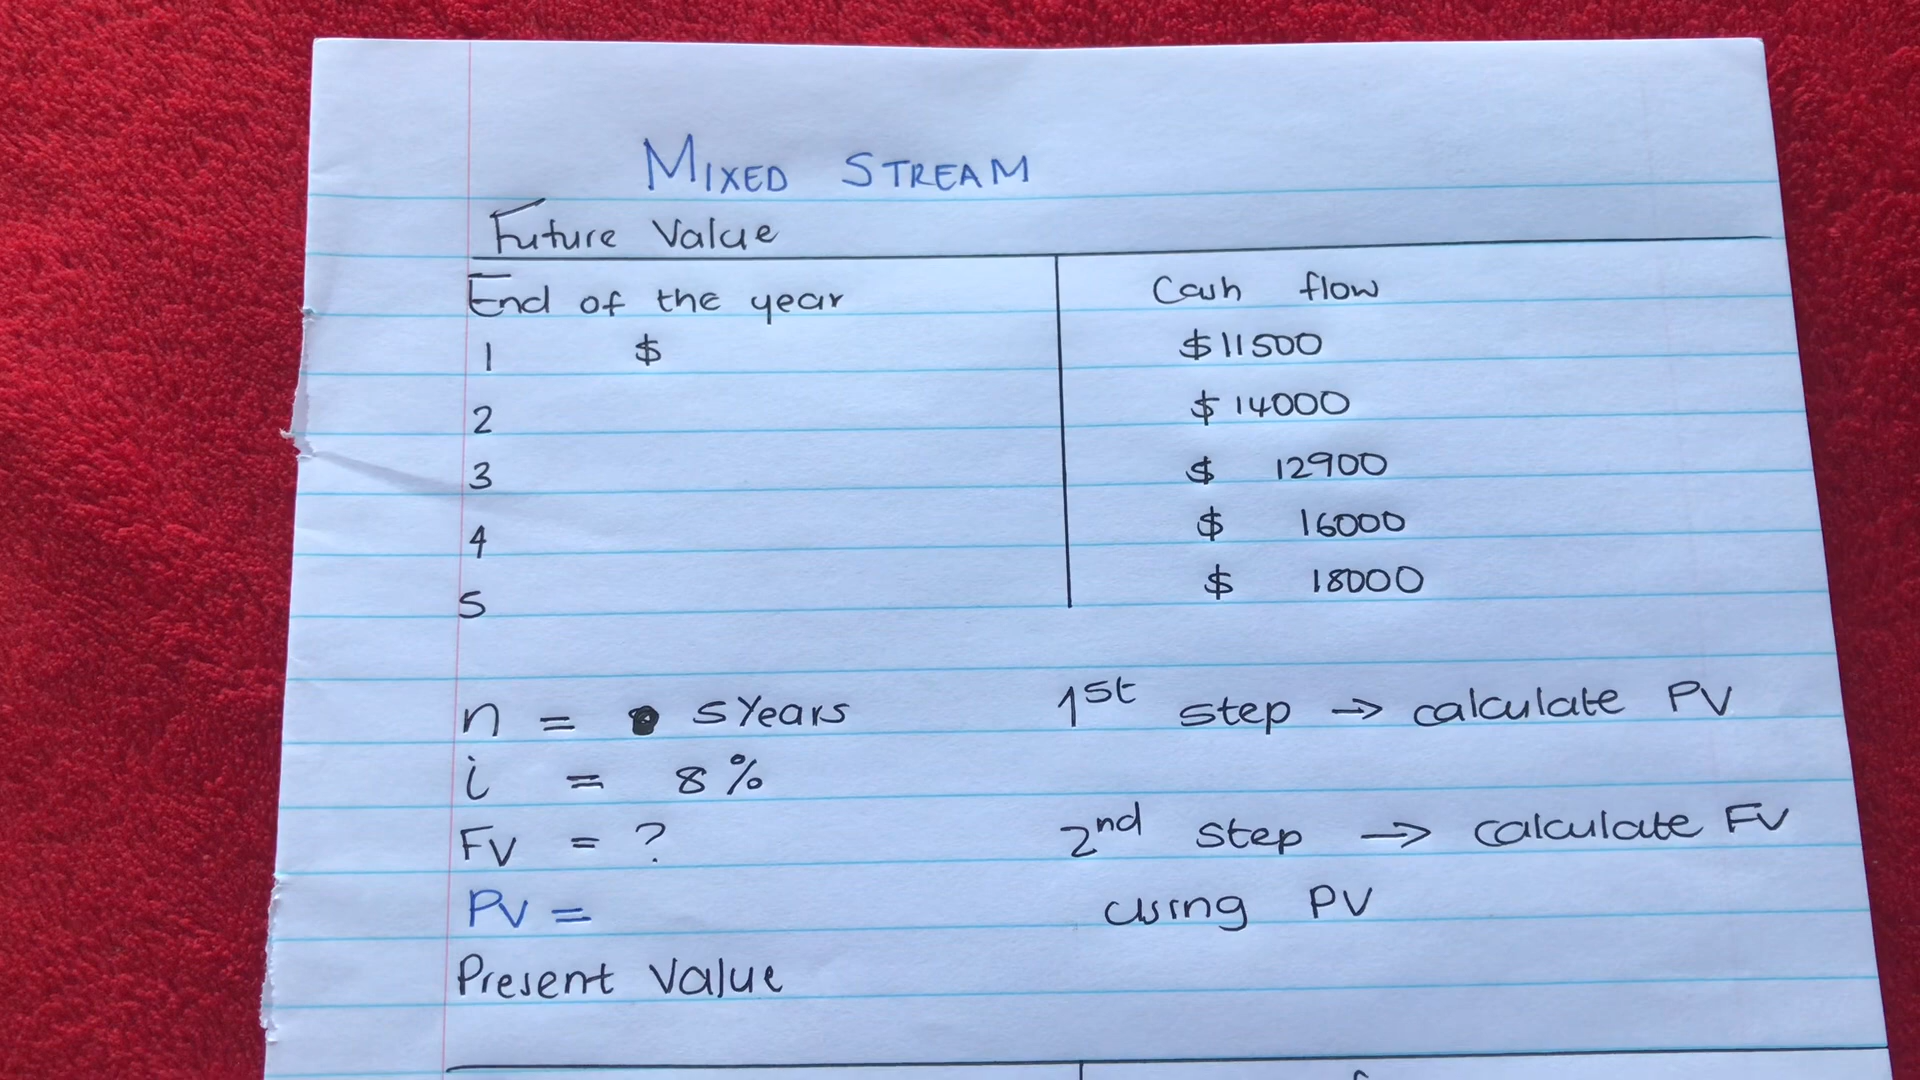 MIXED STREAM
Future Value
End of the year Cash flow
1 $ $11500
2 $ 14000
3 $ 12900
4 $ 16000
5 $ 18000
n = 5 Years 1st step → calculate PV
i = 8 %
FV = ? 2nd step → calculate FV
PV = using PV
Present Value